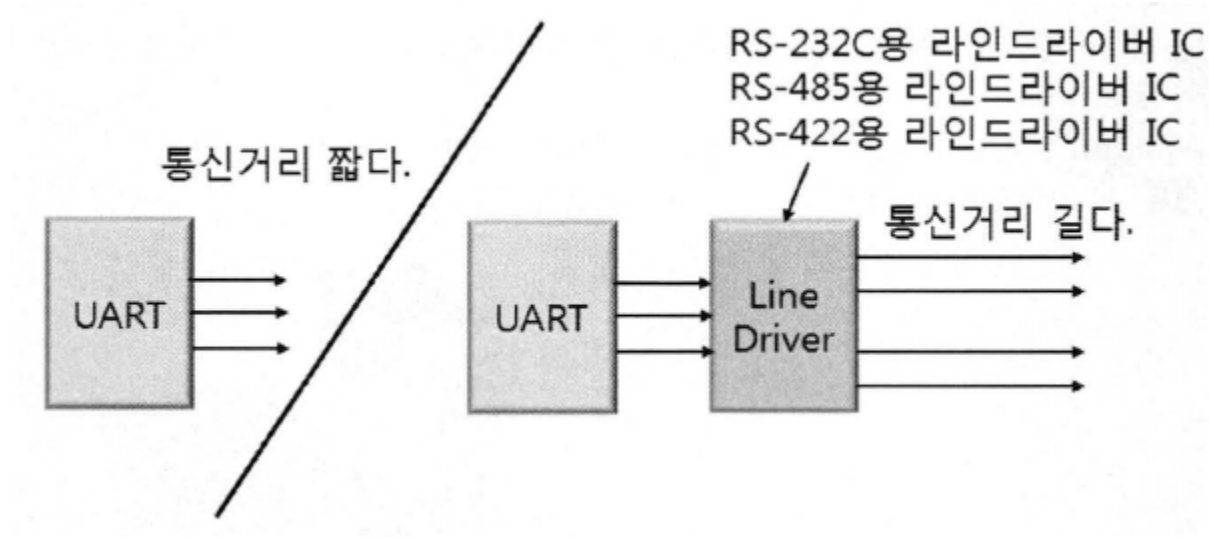 통신거리 짧다.
UART
RS-232C용 라인드라이버 IC
RS-485용 라인드라이버 IC
RS-422용 라인드라이버 IC
통신거리 길다.
UART
Line
Driver